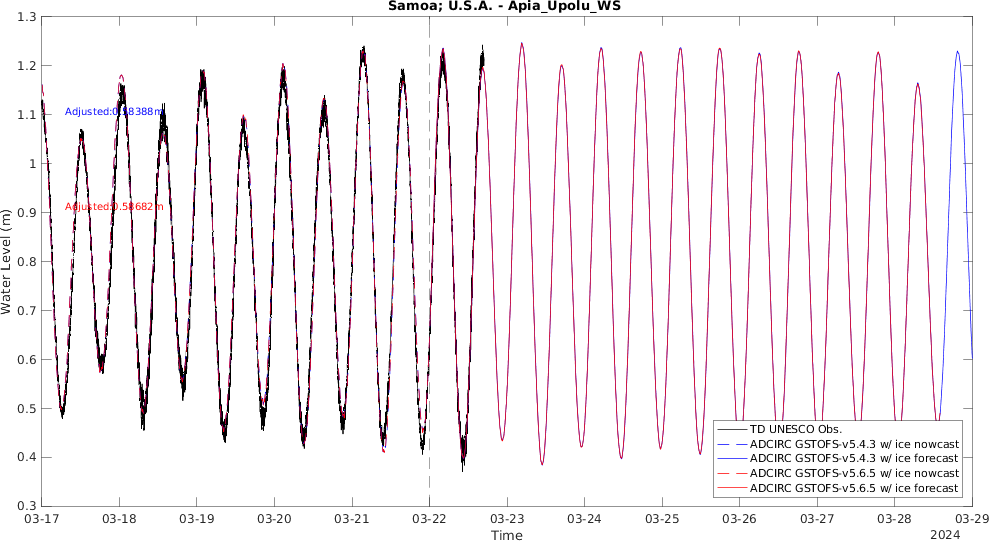 Samoa; U.S.A. - Apia_Upolu_WS
1.3
1.2
1.1
1
0.9
0.8
0.7
0.6
0.5
0.4
0.3
Water Level (m)
Adjusted:0.58388m
Adjusted:0.58682m
TD UNESCO Obs.
ADCIRC GSTOFS-v5.4.3 w/ ice nowcast
ADCIRC GSTOFS-v5.4.3 w/ ice forecast
ADCIRC GSTOFS-v5.6.5 w/ ice nowcast
ADCIRC GSTOFS-v5.6.5 w/ ice forecast
03-17 03-18 03-19 03-20 03-21 03-22 03-23 03-24 03-25 03-26 03-27 03-28 03-29
Time
2024